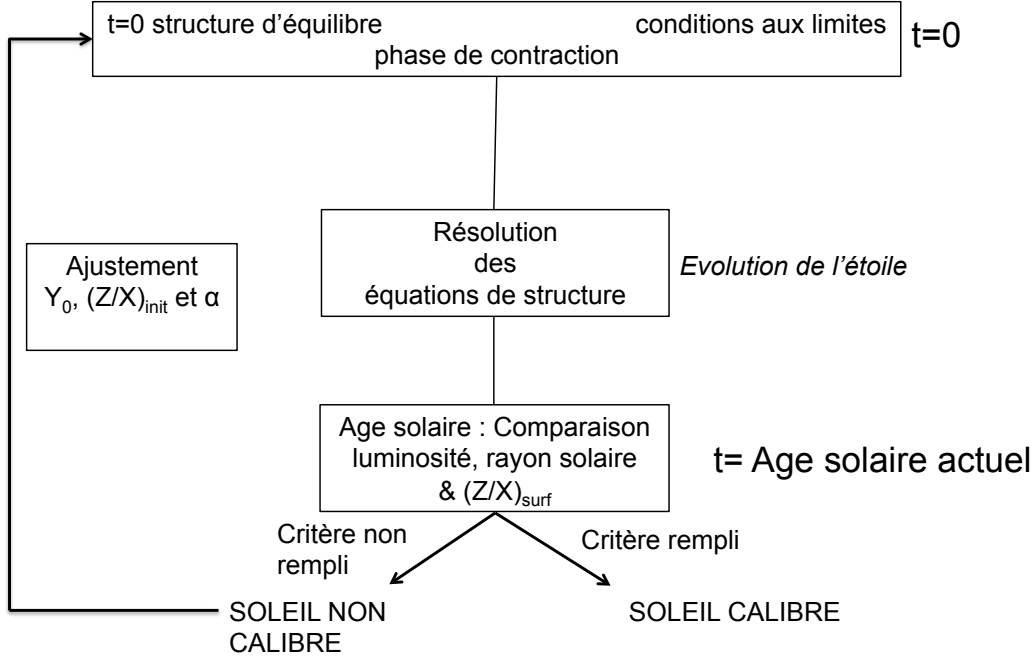 t=0 structure d’équilibre conditions aux limites
phase de contraction
t=0
Résolution
des
équations de structure
Evolution de l’étoile
Ajustement
Y0, (Z/X)init et α
Age solaire : Comparaison
luminosité, rayon solaire
& (Z/X)surf
t= Age solaire actuel
Critère non
rempli
Critère rempli
SOLEIL NON
CALIBRE
SOLEIL CALIBRE